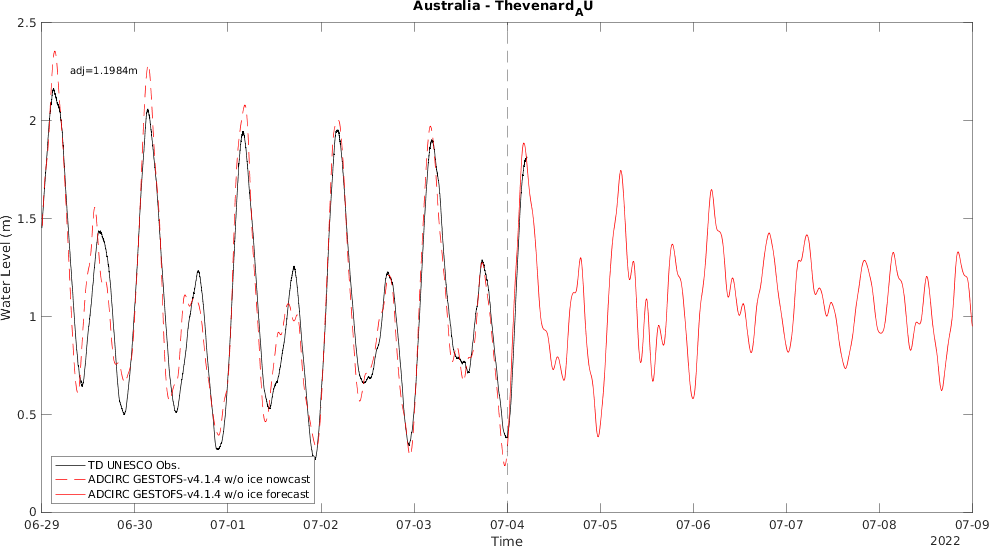 Australia - Thevenard_AU
adj=1.1984m
2.5
2
1.5
1
0.5
0
Water Level (m)
TD UNESCO Obs.
ADCIRC GESTOFS-v4.1.4 w/o ice nowcast
ADCIRC GESTOFS-v4.1.4 w/o ice forecast
06-29 06-30 07-01 07-02 07-03 07-04 07-05 07-06 07-07 07-08 07-09
Time
2022